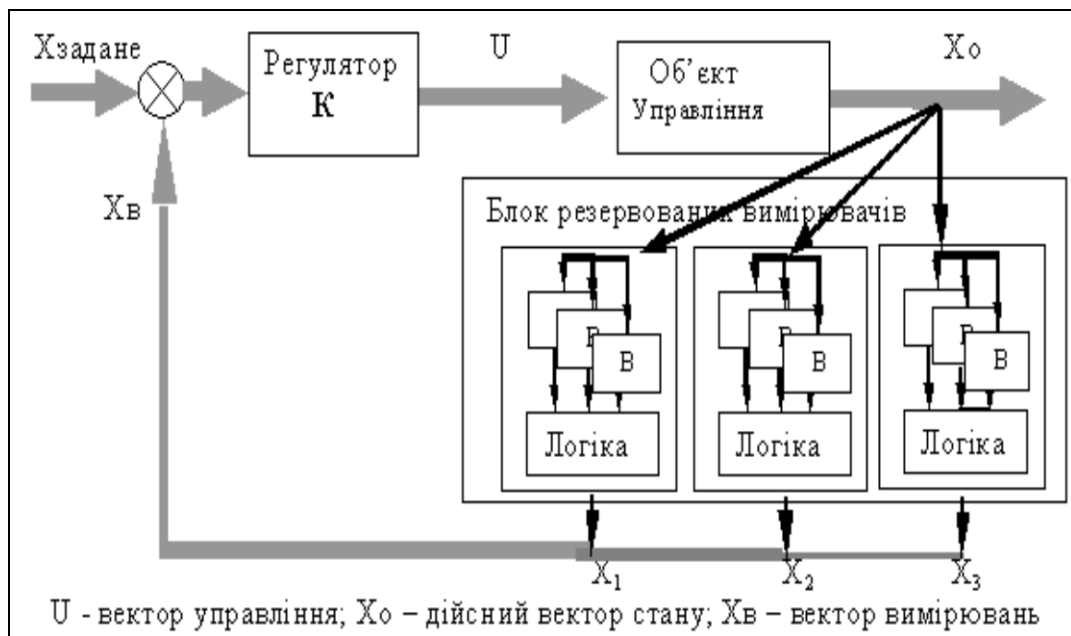 Хзадане
U
Хо
Регулятор
К
Об’єкт
Управління
Хв
Блок резервованих вимірювачів
В
В
В
Логіка
Логіка
Логіка
X1
X2
X3
U - вектор управління; Хо – дійсний вектор стану; Хв – вектор вимірювань